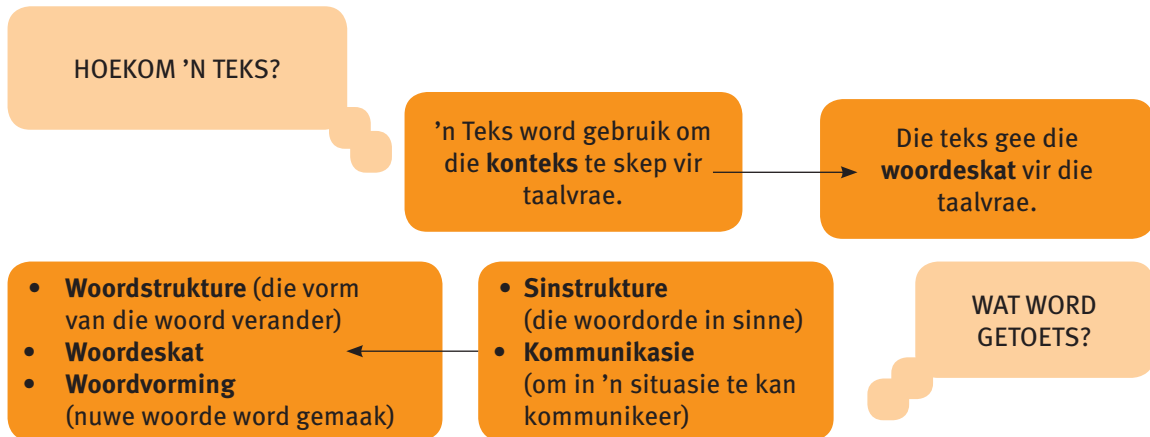 HOEKOM ’N TEKS?
’n Teks word gebruik om
die konteks te skep vir
taalvrae.
Die teks gee die
woordeskat vir die
taalvrae.
• Woordstrukture (die vorm
van die woord verander)
• Woordeskat
• Woordvorming
(nuwe woorde word gemaak)
• Sinstrukture
(die woordorde in sinne)
• Kommunikasie
(om in ’n situasie te kan
kommunikeer)
WAT WORD
GETOETS?